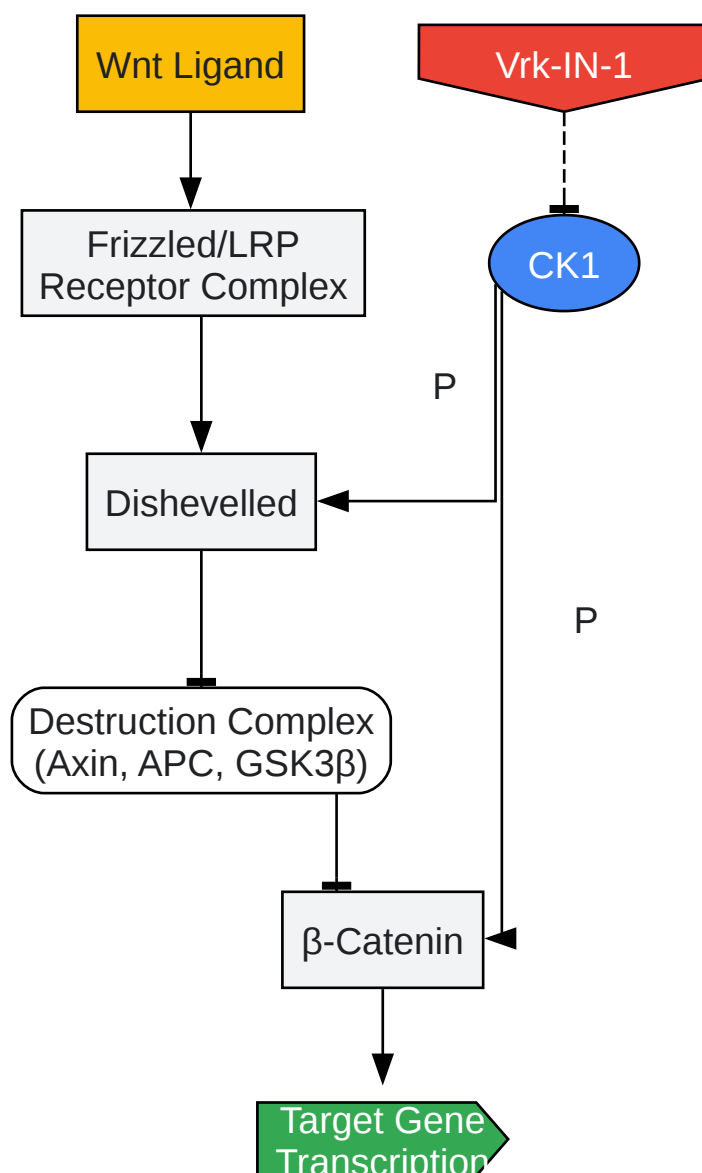 Wnt Ligand
Vrk-IN-1
Frizzled/LRP
Receptor Complex
CK1
P
Dishevelled
P
Destruction Complex
(Axin, APC, GSK3β)
β-Catenin
Target Gene
Transcription